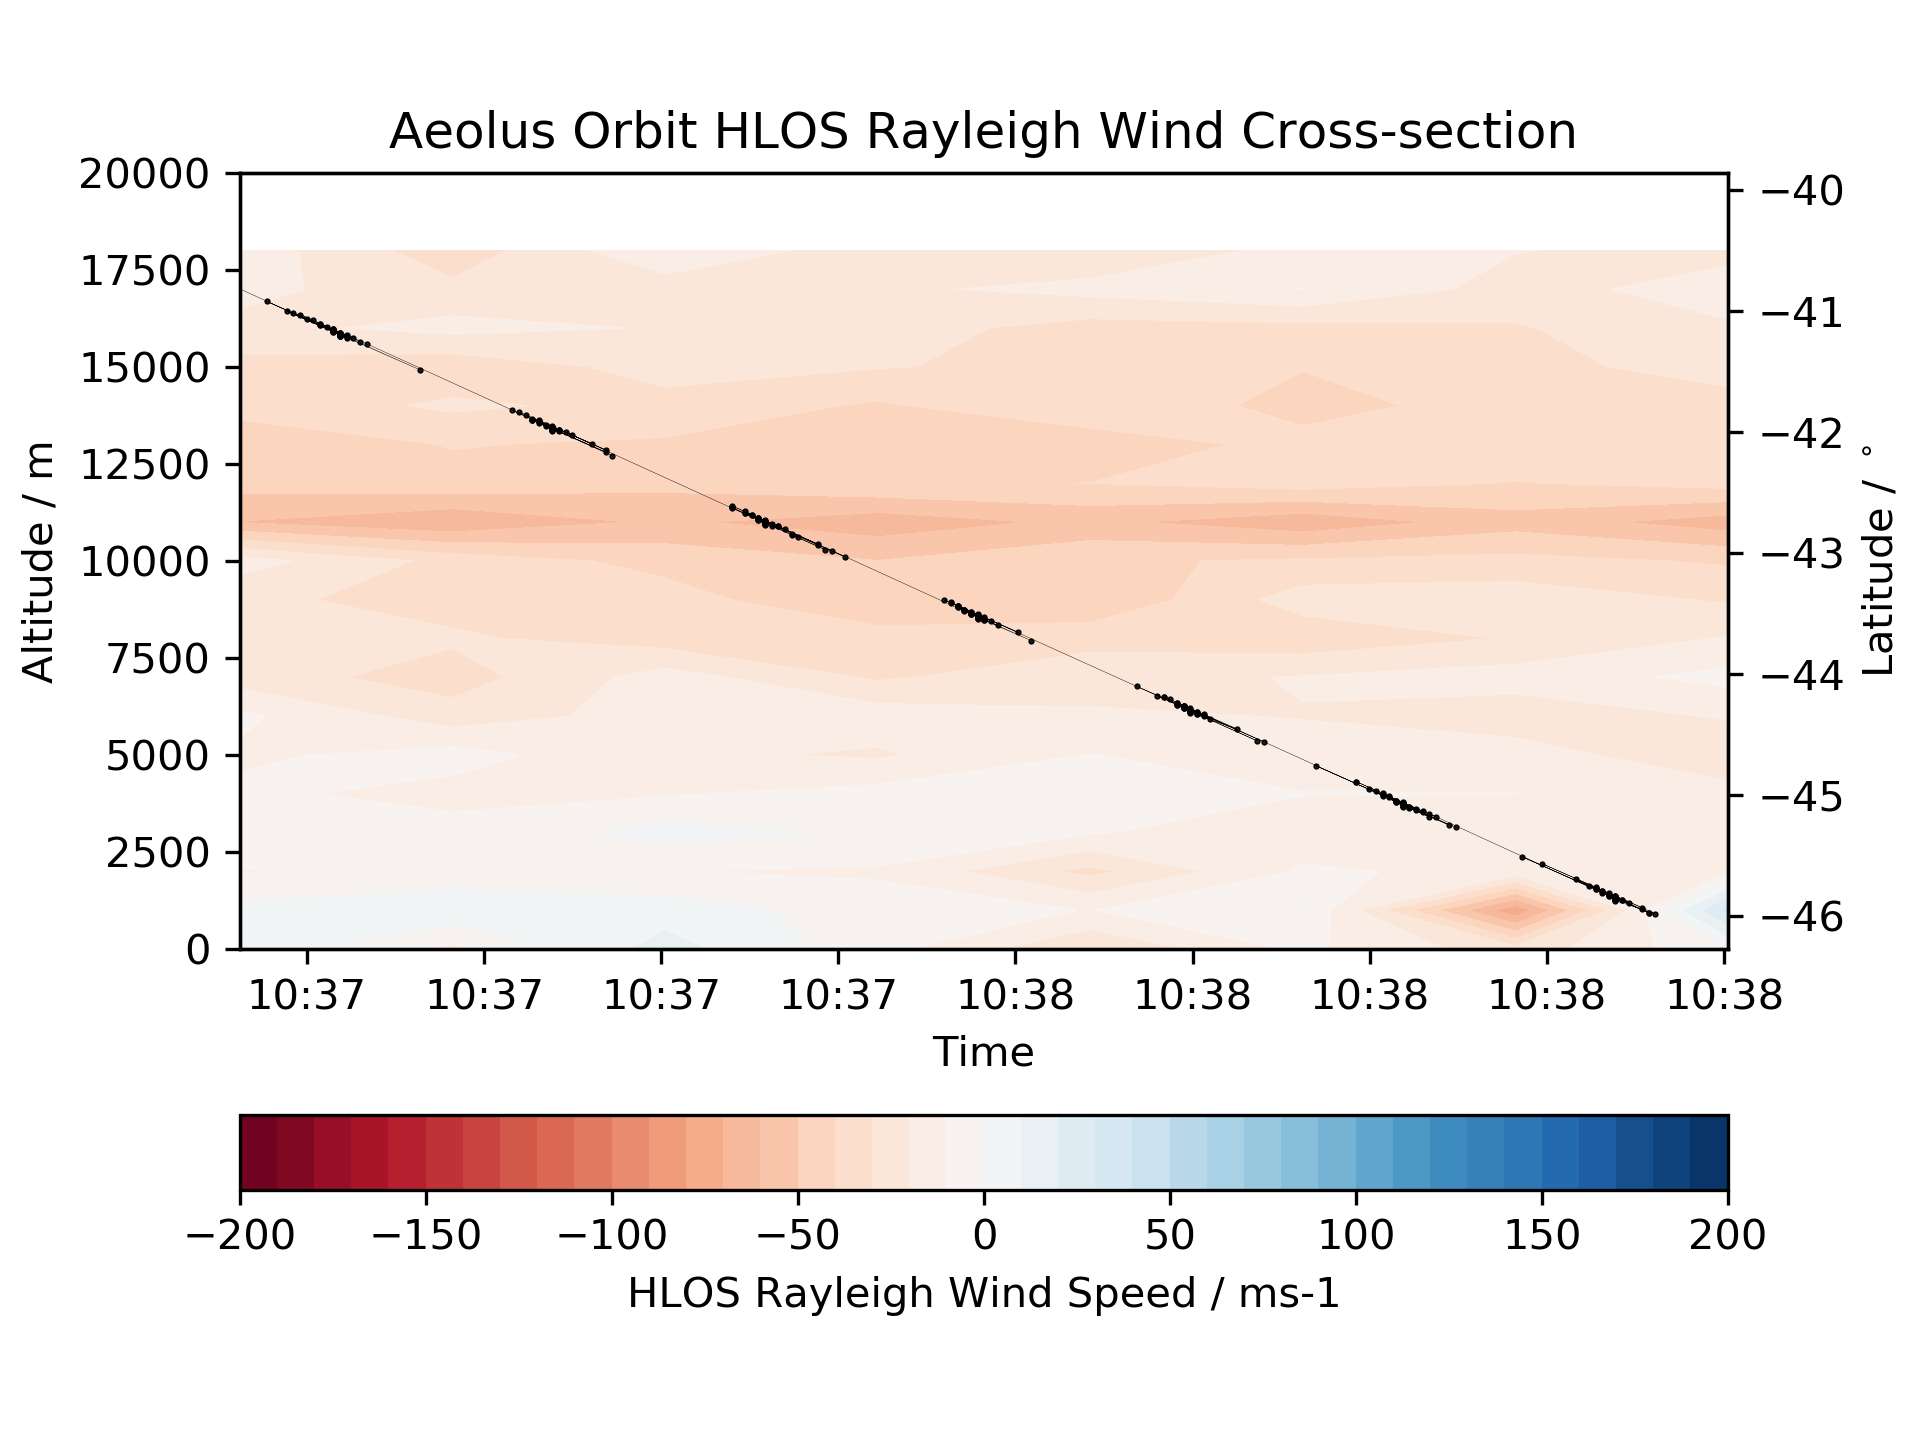 Aeolus Orbit HLOS Rayleigh Wind Cross-section
20000
17500
15000
12500
10000
7500
5000
2500
0
Altitude / m
−40
−41
−42
−43
−44
−45
−46
Latitude / °
10:37 10:37 10:37 10:37 10:38 10:38 10:38 10:38 10:38
Time
−200 −150 −100 −50 0 50 100 150 200
HLOS Rayleigh Wind Speed / ms-1